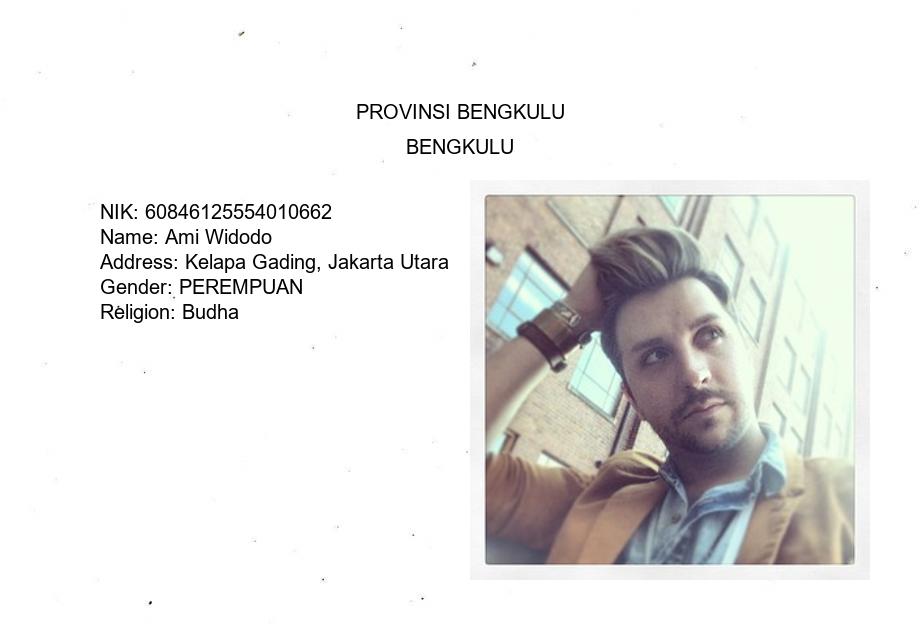 PROVINSI BENGKULU
BENGKULU
NIK: 60846125554010662
Name: Ami Widodo
Address: Kelapa Gading, Jakarta Utara
Gender: PEREMPUAN
Religion: Budha